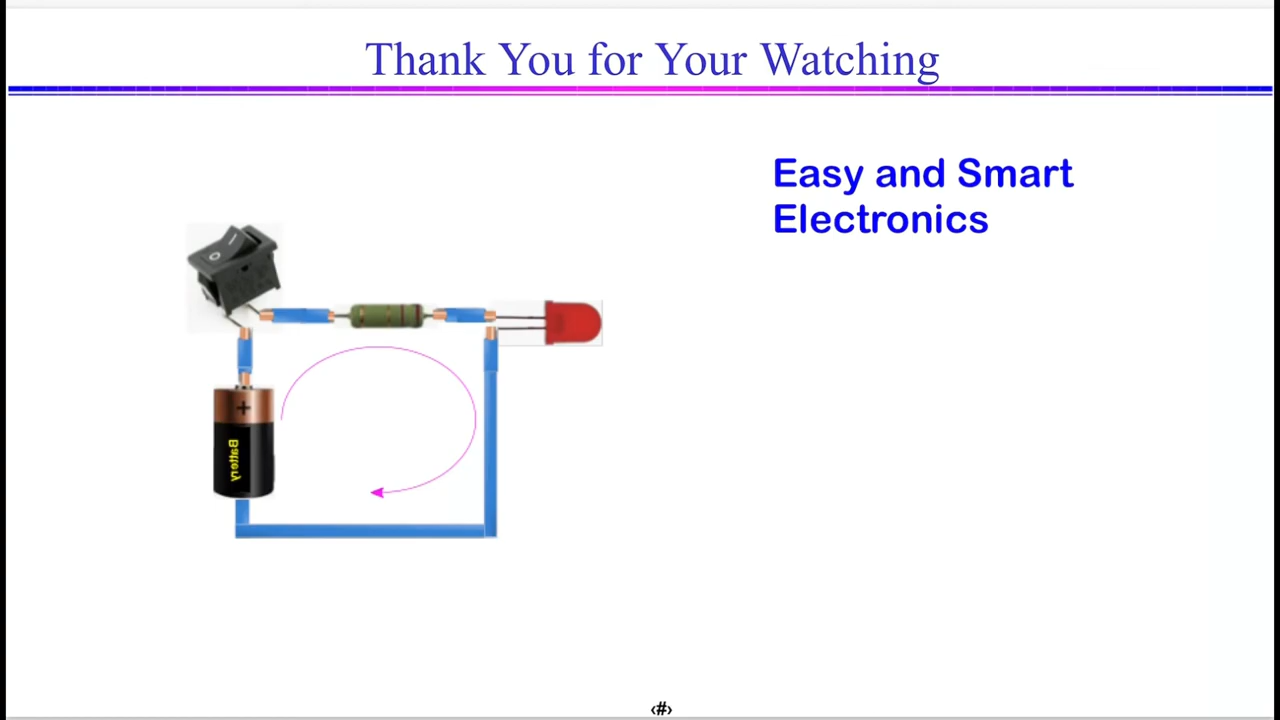 Thank You for Your Watching
Easy and Smart
Electronics
+
Battery
‹#›